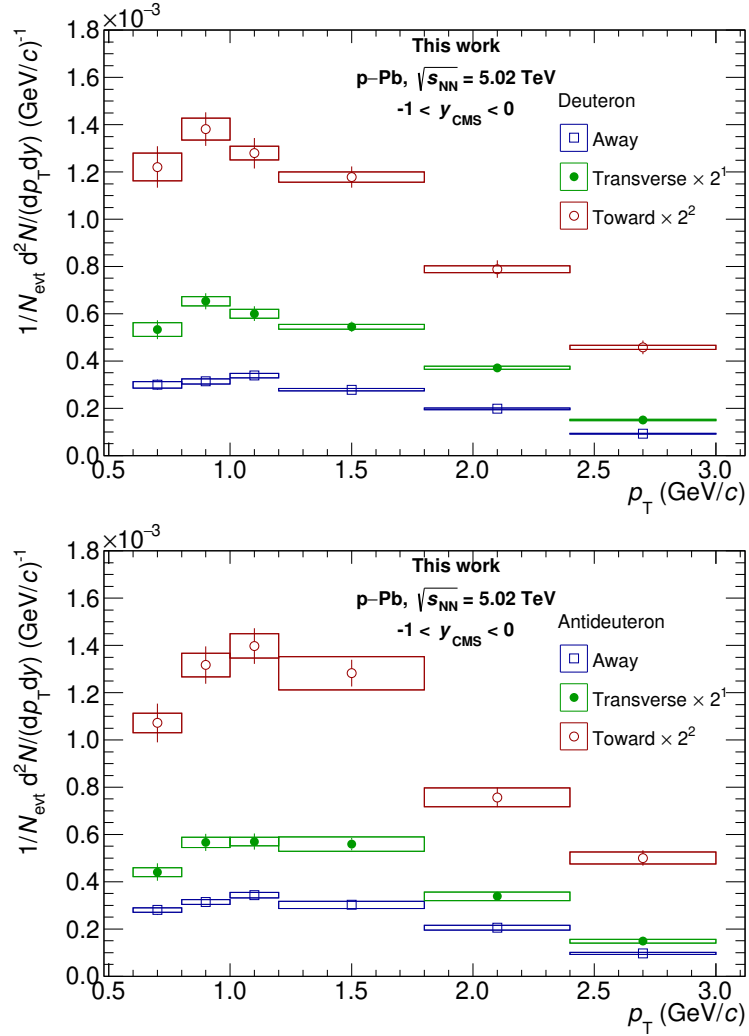 ×10⁻³
1.8
1.6
1.4
1.2
1.0
0.8
0.6
0.4
0.2
0.0
1/N_evt d²N/(dp_T dy) (GeV/c)⁻¹
This work
p–Pb, √s_NN = 5.02 TeV
-1 < y_CMS < 0
Deuteron
Away
Transverse × 2¹
Toward × 2²
0.5 1.0 1.5 2.0 2.5 3.0
p_T (GeV/c)
×10⁻³
1.8
1.6
1.4
1.2
1.0
0.8
0.6
0.4
0.2
0.0
1/N_evt d²N/(dp_T dy) (GeV/c)⁻¹
This work
p–Pb, √s_NN = 5.02 TeV
-1 < y_CMS < 0
Antideuteron
Away
Transverse × 2¹
Toward × 2²
0.5 1.0 1.5 2.0 2.5 3.0
p_T (GeV/c)